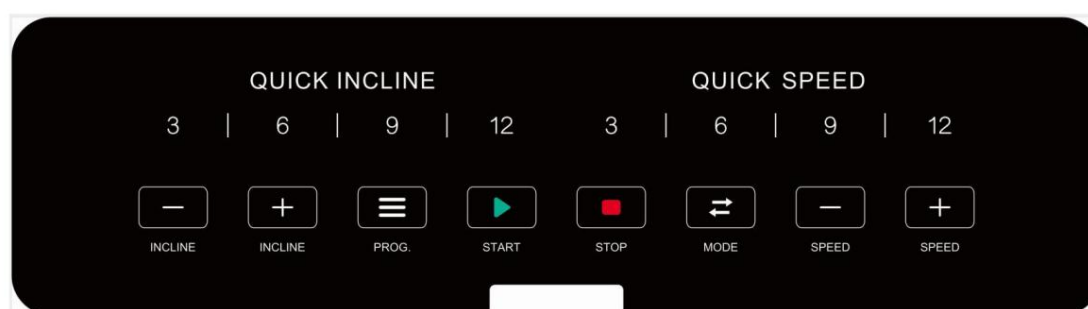 QUICK INCLINE QUICK SPEED
3 | 6 | 9 | 12 3 | 6 | 9 | 12
INCLINE INCLINE PROG. START STOP MODE SPEED SPEED